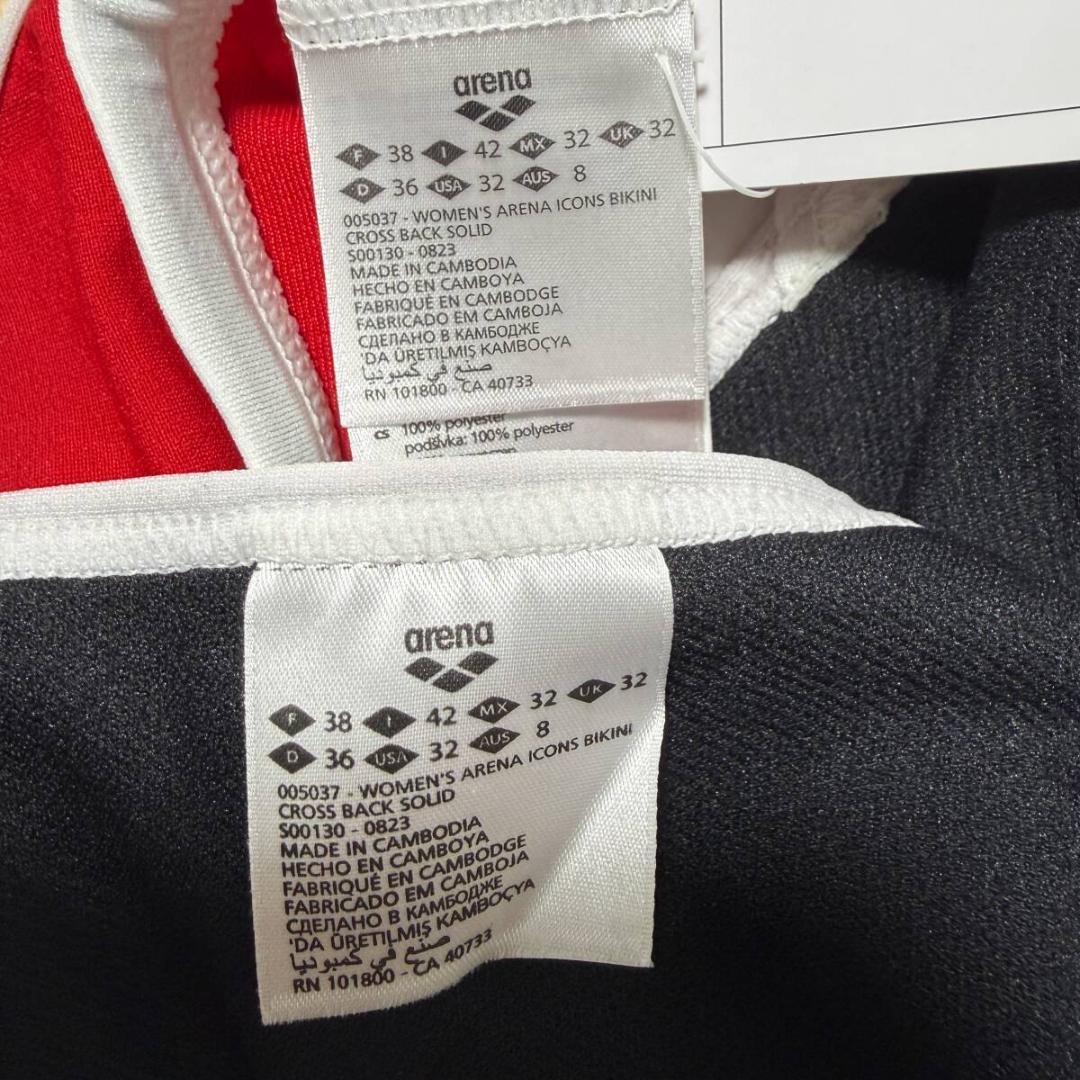 arena
F 38 I 42 MX 32 UK 32
D 36 USA 32 AUS 8
005037 - WOMEN'S ARENA ICONS BIKINI
CROSS BACK SOLID
S00130 - 0823
MADE IN CAMBODIA
HECHO EN CAMBOYA
FABRIQUÉ EN CAMBODGE
FABRICADO EM CAMBOJA
СДЕЛАНО В КАМБОДЖЕ
'DA ÜRETILMIŞ KAMBOÇYA
صنع في كمبوديا
RN 101800 - CA 40733
CS 100% polyester
podšívka: 100% polyester
arena
F 38 I 42 MX 32 UK 32
D 36 USA 32 AUS 8
005037 - WOMEN'S ARENA ICONS BIKINI
CROSS BACK SOLID
S00130 - 0823
MADE IN CAMBODIA
HECHO EN CAMBOYA
FABRIQUÉ EN CAMBODGE
FABRICADO EM CAMBOJA
СДЕЛАНО В КАМБОДЖЕ
'DA ÜRETILMIŞ KAMBOÇYA
صنع في كمبوديا
RN 101800 - CA 40733